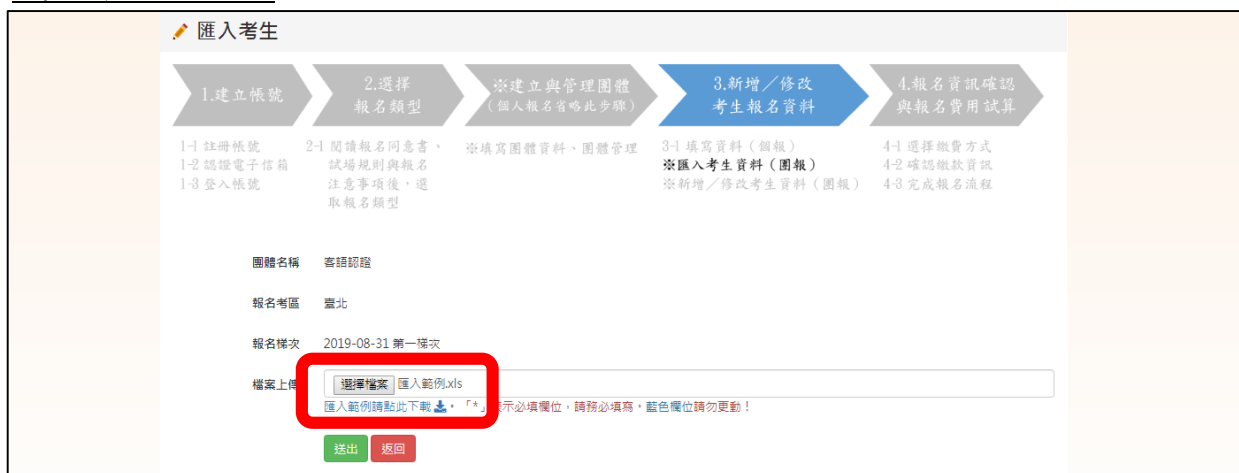 匯入考生
1.建立帳號
2.選擇
報名類型
※建立與管理團體
(個人報名省略此步驟)
3.新增／修改
考生報名資料
4.報名資訊確認
與報名費用試算
1-1 註冊帳號
1-2 認證電子信箱
1-3 登入帳號
2-1 閱讀報名同意書、
試場規則與報名
注意事項後，選
取報名類型
※填寫團體資料、團體管理
3-1 填寫資料（個報）
※匯入考生資料（團報）
※新增／修改考生資料（團報）
4-1 選擇繳費方式
4-2 確認繳款資訊
4-3 完成報名流程
團體名稱 客語認證
報名考區 臺北
報名梯次 2019-08-31 第一梯次
檔案上傳 選擇檔案 匯入範例.xls
匯入範例請點此下載 。「*」表示必填欄位，請務必填寫。藍色欄位請勿更動！
送出 返回